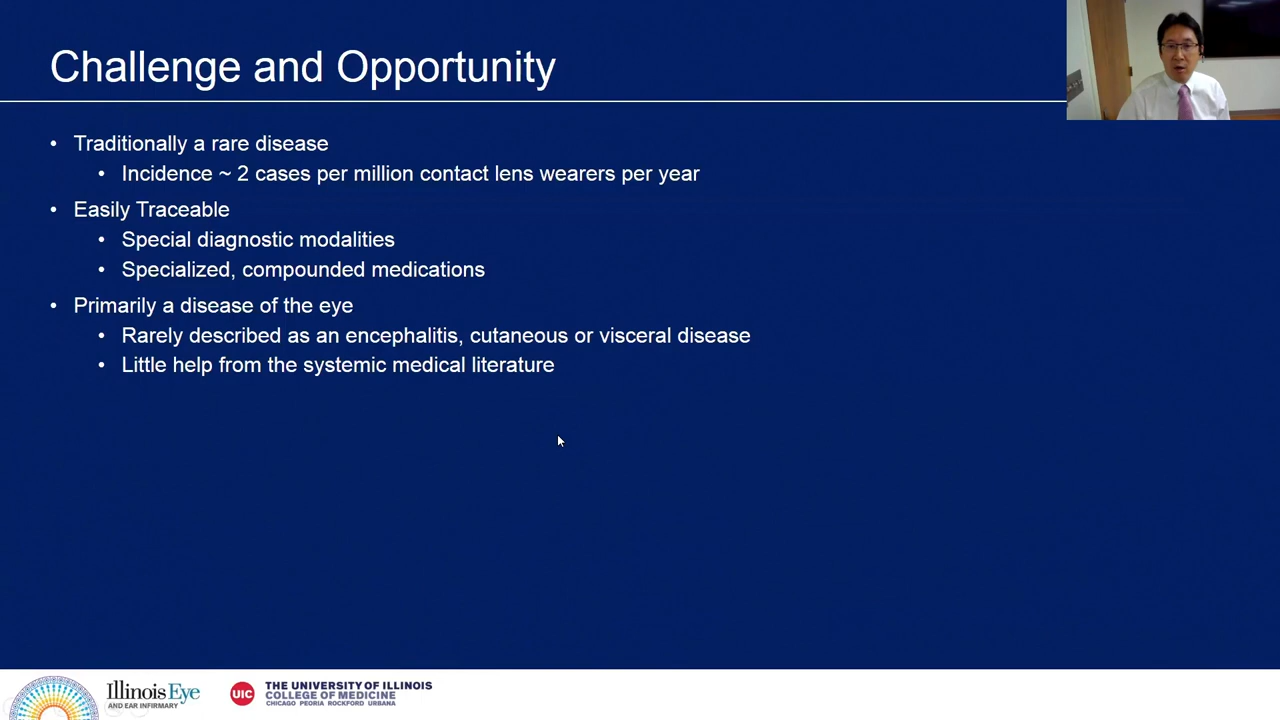 Challenge and Opportunity
• Traditionally a rare disease
• Incidence ~ 2 cases per million contact lens wearers per year
• Easily Traceable
• Special diagnostic modalities
• Specialized, compounded medications
• Primarily a disease of the eye
• Rarely described as an encephalitis, cutaneous or visceral disease
• Little help from the systemic medical literature
Illinois Eye
AND EAR INFIRMARY
UIC
THE UNIVERSITY OF ILLINOIS
COLLEGE OF MEDICINE
CHICAGO PEORIA ROCKFORD URBANA